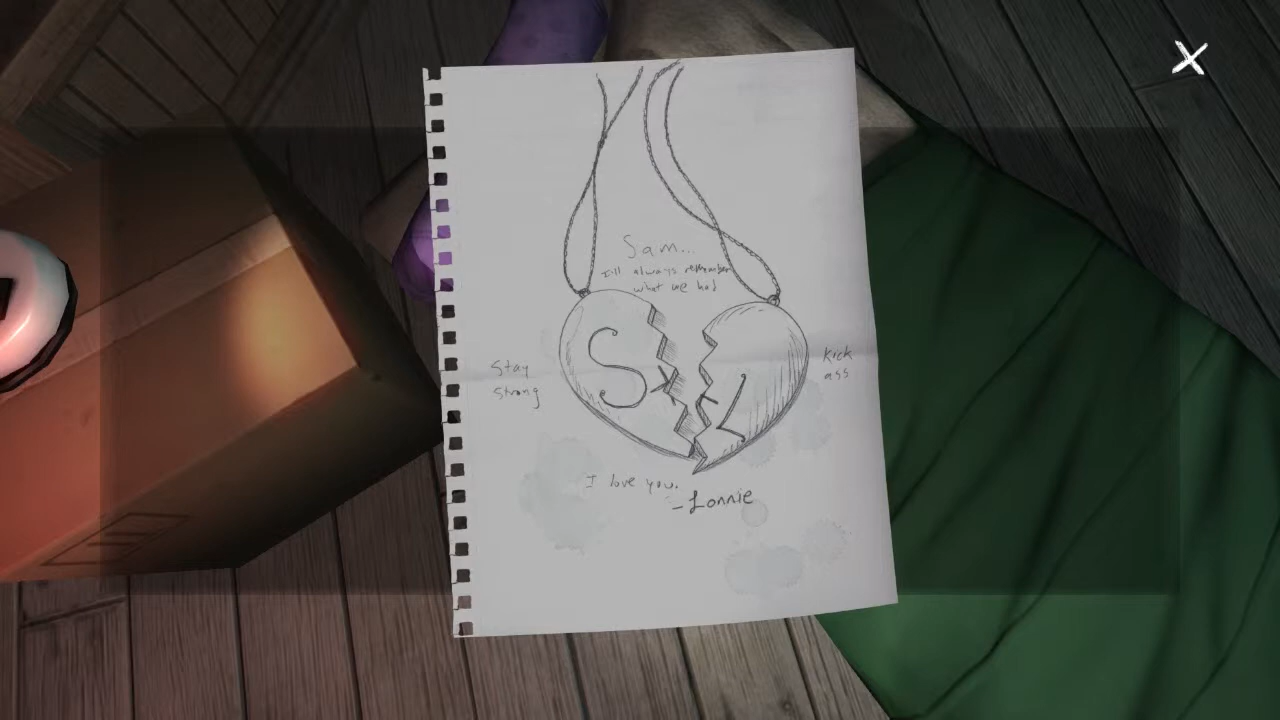 Sam...
I'll always remember
what we had
Stay
strong
Kick
ass
S + L
I love you.
-Lonnie